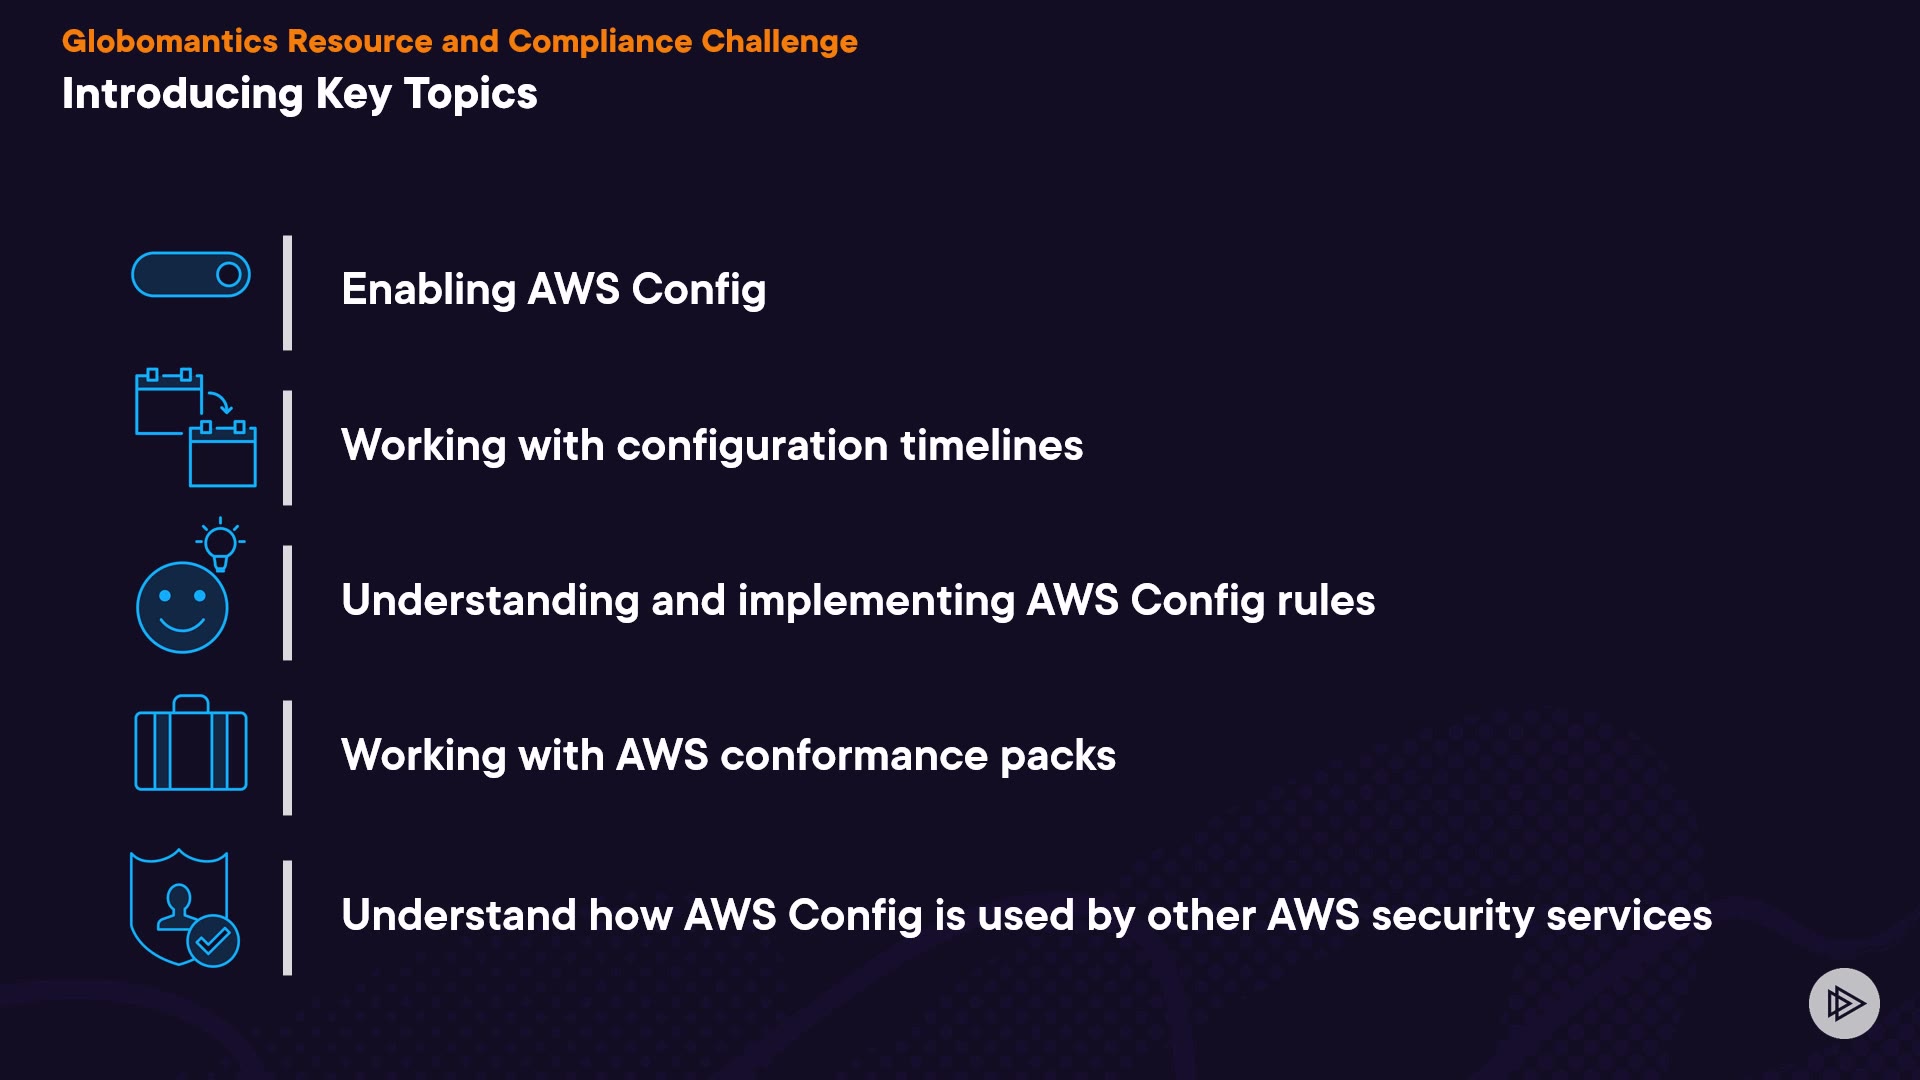 Globomantics Resource and Compliance Challenge
Introducing Key Topics
Enabling AWS Config
Working with configuration timelines
Understanding and implementing AWS Config rules
Working with AWS conformance packs
Understand how AWS Config is used by other AWS security services